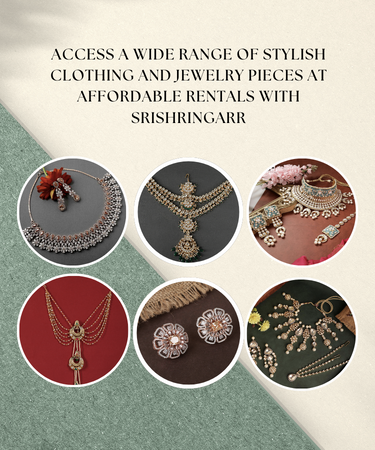 ACCESS A WIDE RANGE OF STYLISH
CLOTHING AND JEWELRY PIECES AT
AFFORDABLE RENTALS WITH
SRISHRINGARR